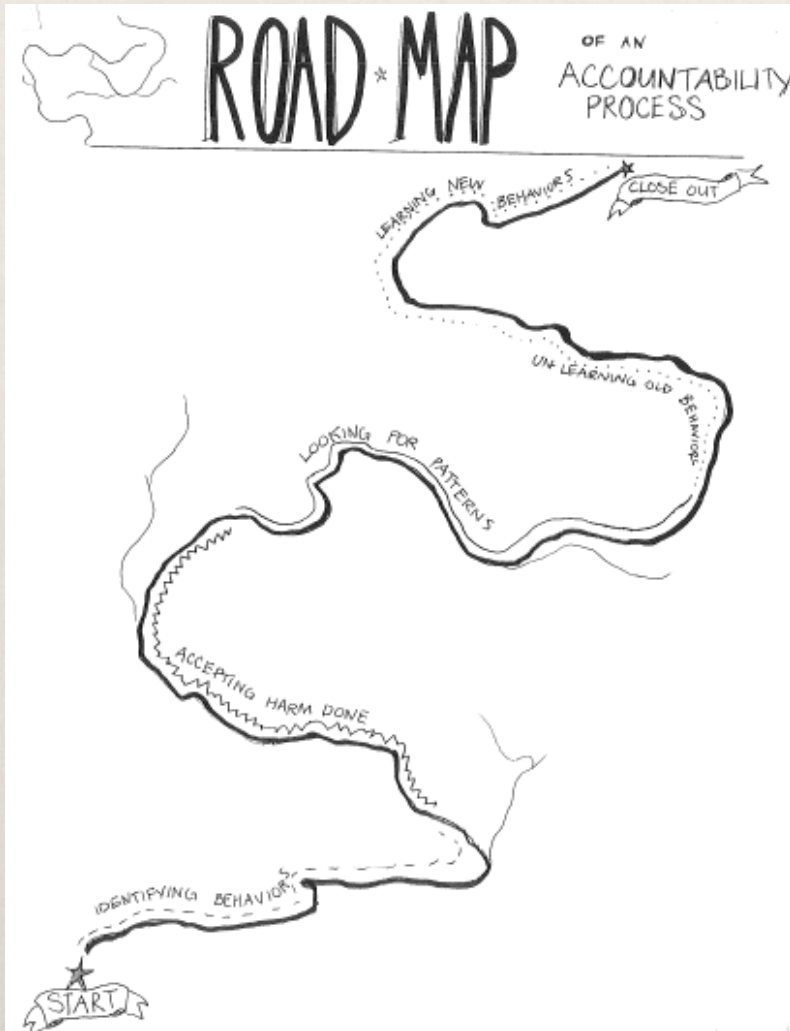 ROAD MAP
OF AN
ACCOUNTABILITY
PROCESS
LEARNING NEW BEHAVIORS
CLOSE OUT
UN-LEARNING OLD BEHAVIORS
LOOKING FOR PATTERNS
ACCEPTING HARM DONE
IDENTIFYING BEHAVIORS
START